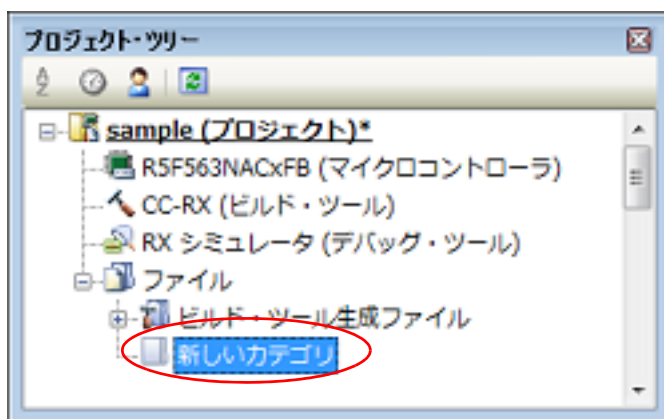 プロジェクト・ツリー
sample (プロジェクト)*
R5F563NACxFB (マイクロコントローラ)
CC-RX (ビルド・ツール)
RX シミュレータ (デバッグ・ツール)
ファイル
ビルド・ツール生成ファイル
新しいカテゴリ